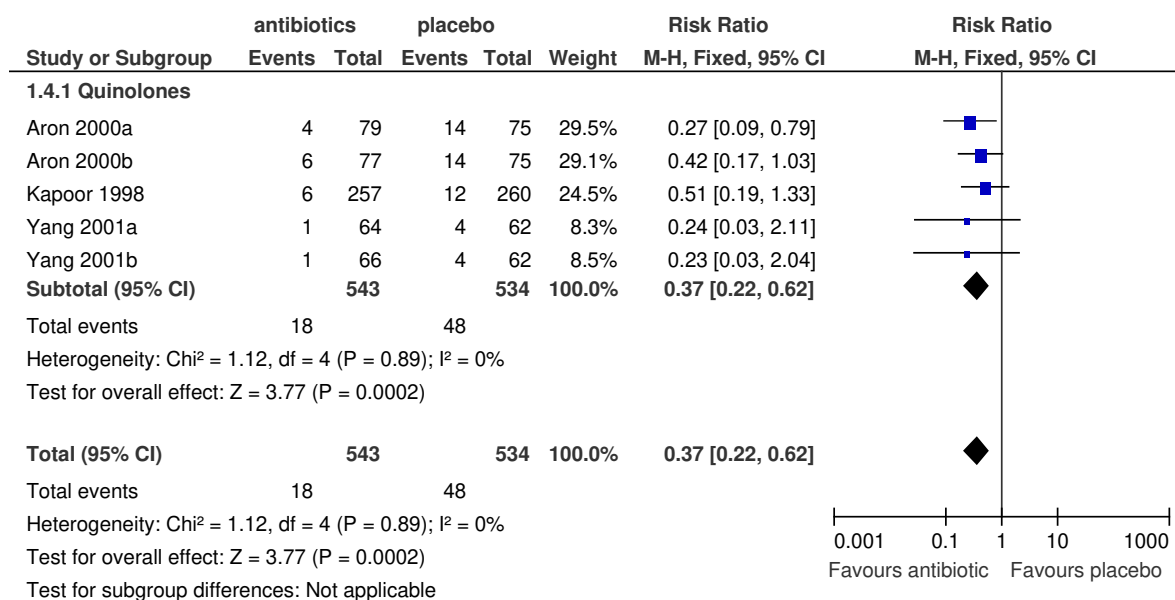 antibiotics placebo Risk Ratio Risk Ratio
Study or Subgroup Events Total Events Total Weight M-H, Fixed, 95% CI M-H, Fixed, 95% CI
1.4.1 Quinolones
Aron 2000a 4 79 14 75 29.5% 0.27 [0.09, 0.79]
Aron 2000b 6 77 14 75 29.1% 0.42 [0.17, 1.03]
Kapoor 1998 6 257 12 260 24.5% 0.51 [0.19, 1.33]
Yang 2001a 1 64 4 62 8.3% 0.24 [0.03, 2.11]
Yang 2001b 1 66 4 62 8.5% 0.23 [0.03, 2.04]
Subtotal (95% CI) 543 534 100.0% 0.37 [0.22, 0.62]
Total events 18 48
Heterogeneity: Chi² = 1.12, df = 4 (P = 0.89); I² = 0%
Test for overall effect: Z = 3.77 (P = 0.0002)
Total (95% CI) 543 534 100.0% 0.37 [0.22, 0.62]
Total events 18 48
Heterogeneity: Chi² = 1.12, df = 4 (P = 0.89); I² = 0%
Test for overall effect: Z = 3.77 (P = 0.0002)
Test for subgroup differences: Not applicable
0.001 0.1 1 10 1000
Favours antibiotic Favours placebo